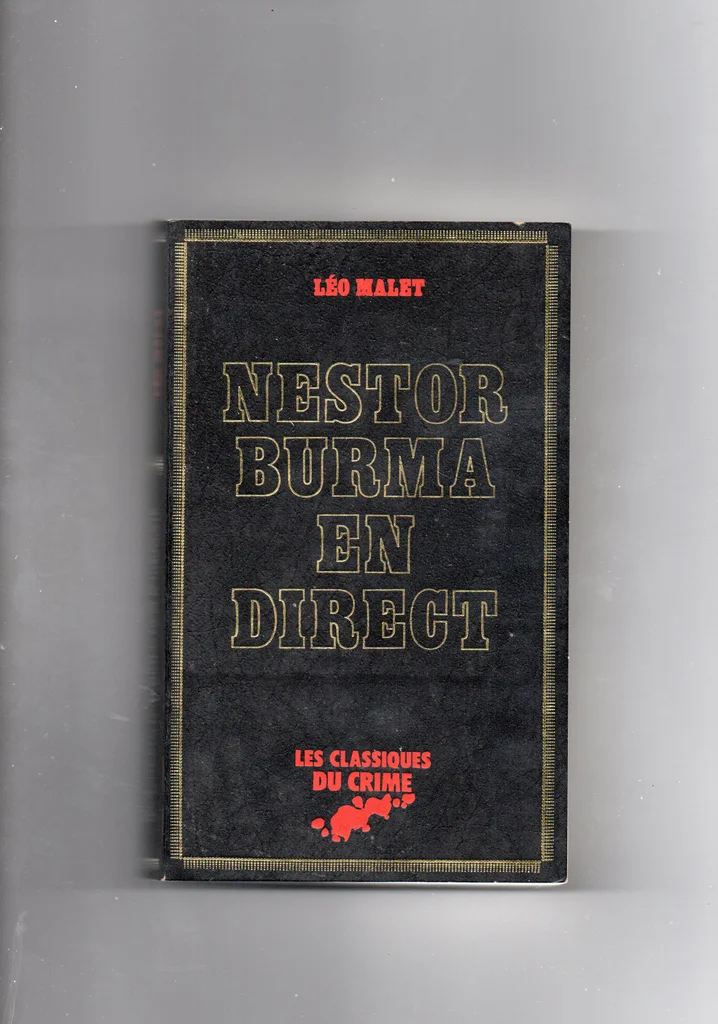 LÉO MALET
NESTOR
BURMA
EN
DIRECT
LES CLASSIQUES
DU CRIME